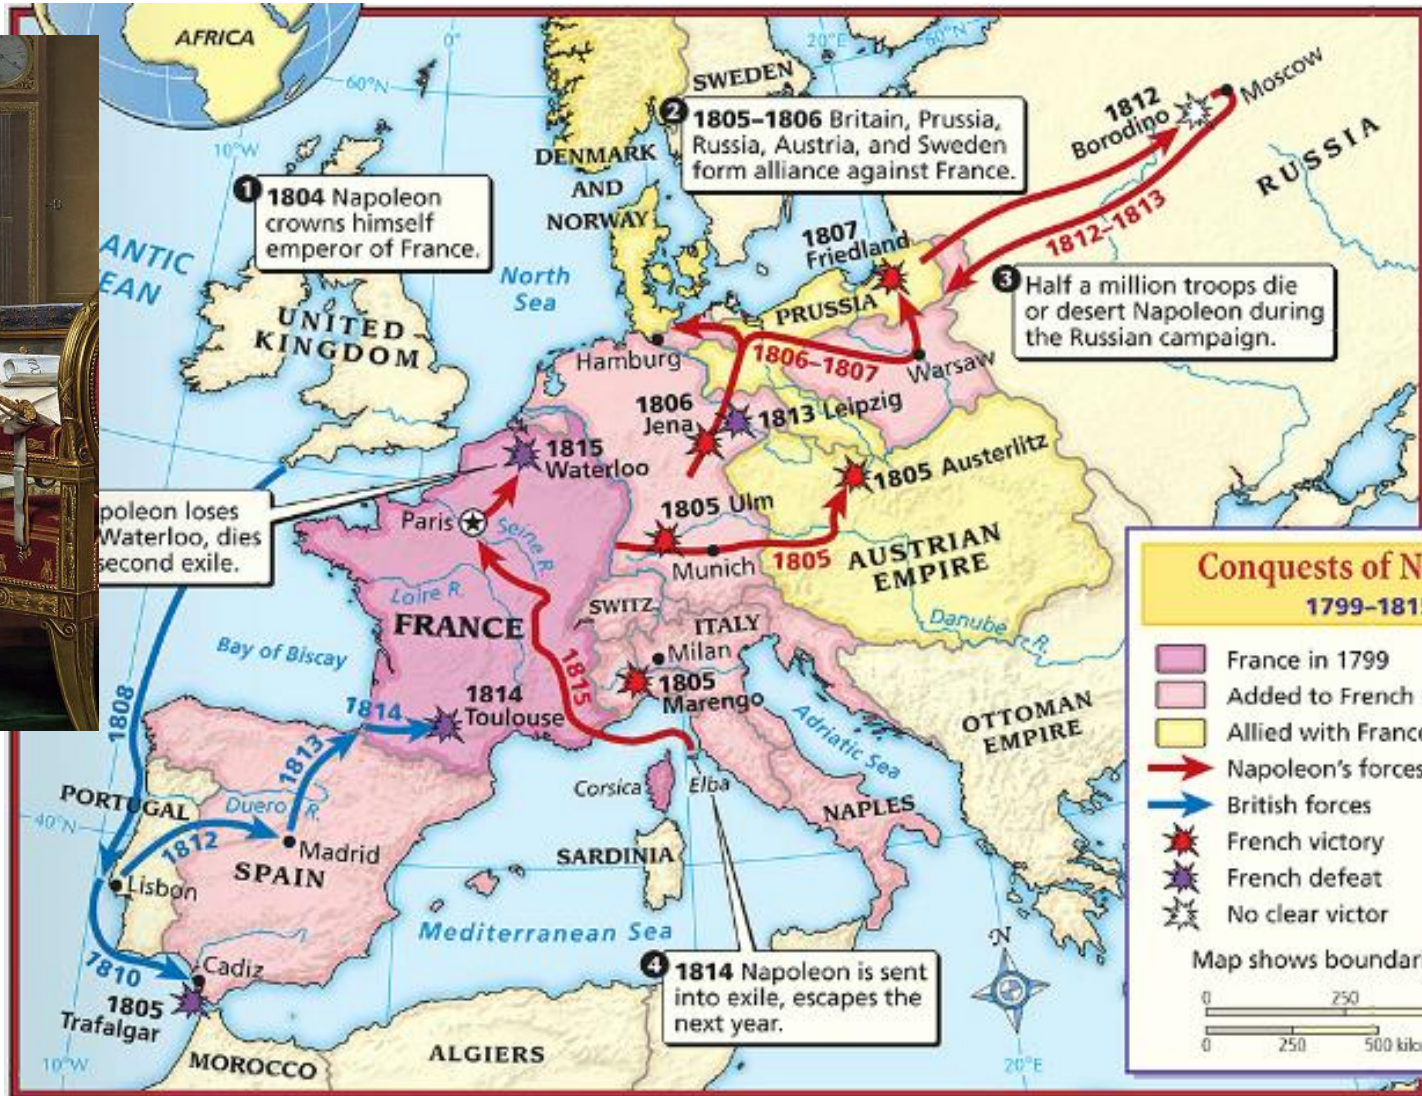 AFRICA
0°
20°E
60°N
60°N
10°W
SWEDEN
Moscow
1812
Borodino
RUSSIA
❷ 1805–1806 Britain, Prussia,
Russia, Austria, and Sweden
form alliance against France.
DENMARK
AND
NORWAY
❶ 1804 Napoleon
crowns himself
emperor of France.
1812–1813
1807
Friedland
ANTIC
EAN
North
Sea
❸ Half a million troops die
or desert Napoleon during
the Russian campaign.
PRUSSIA
UNITED
KINGDOM
Hamburg
1806–1807
Warsaw
1806
Jena
1813 Leipzig
1815
Waterloo
1805 Austerlitz
poleon loses
Waterloo, dies
second exile.
Paris
Seine R.
1805 Ulm
Munich
1805
AUSTRIAN
EMPIRE
Loire R.
FRANCE
SWITZ.
ITALY
Danube R.
Milan
Bay of Biscay
1815
1805
Marengo
1808
1814
1814
Toulouse
Adriatic Sea
OTTOMAN
EMPIRE
1813
Corsica
Elba
PORTUGAL
Duero R.
NAPLES
40°N
1812
Madrid
SARDINIA
Lisbon
SPAIN
Mediterranean Sea
1810
Cadiz
1805
Trafalgar
❹ 1814 Napoleon is sent
into exile, escapes the
next year.
N
MOROCCO
ALGIERS
10°W
20°E
Conquests of N
1799–181
France in 1799
Added to French
Allied with France
Napoleon's forces
British forces
French victory
French defeat
No clear victor
Map shows boundar
0 250
0 250 500 kilo